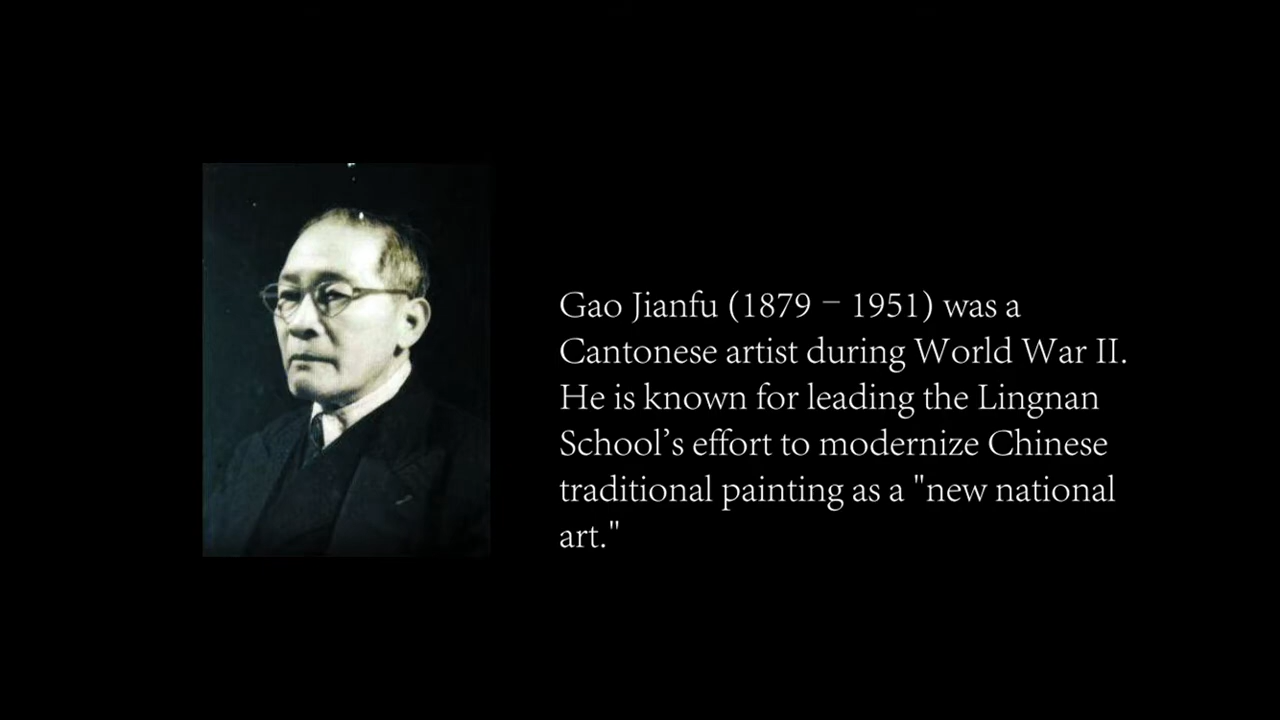 Gao Jianfu (1879 – 1951) was a
Cantonese artist during World War II.
He is known for leading the Lingnan
School’s effort to modernize Chinese
traditional painting as a "new national
art."